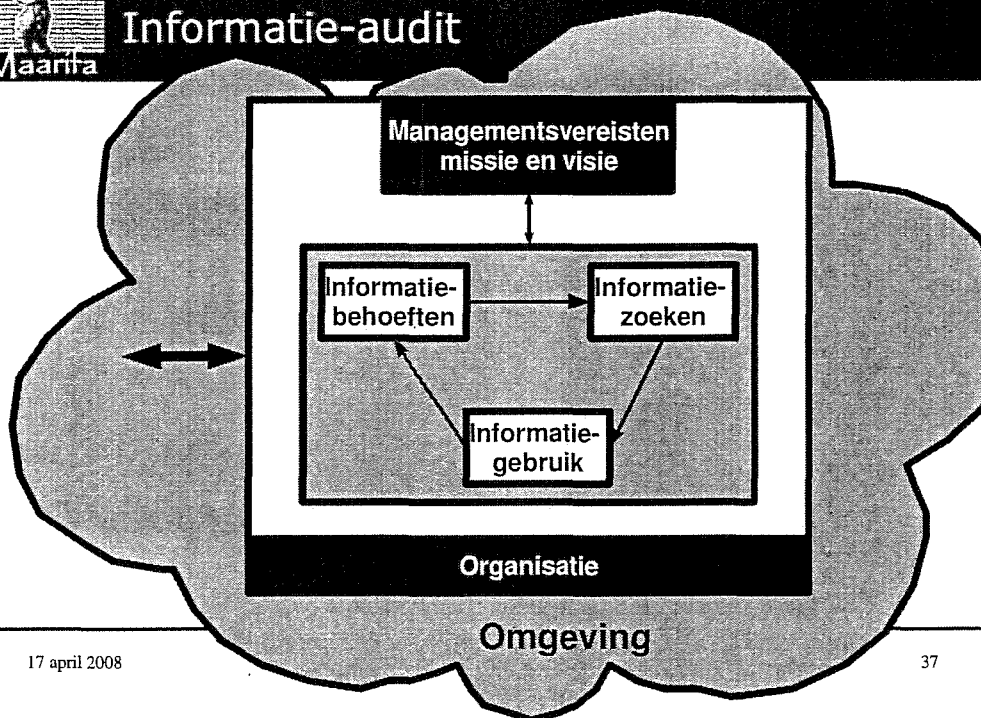 Informatie-audit
Maarifa
Managementsvereisten
missie en visie
Informatie-
behoeften
Informatie-
zoeken
Informatie-
gebruik
Organisatie
Omgeving
17 april 2008
37